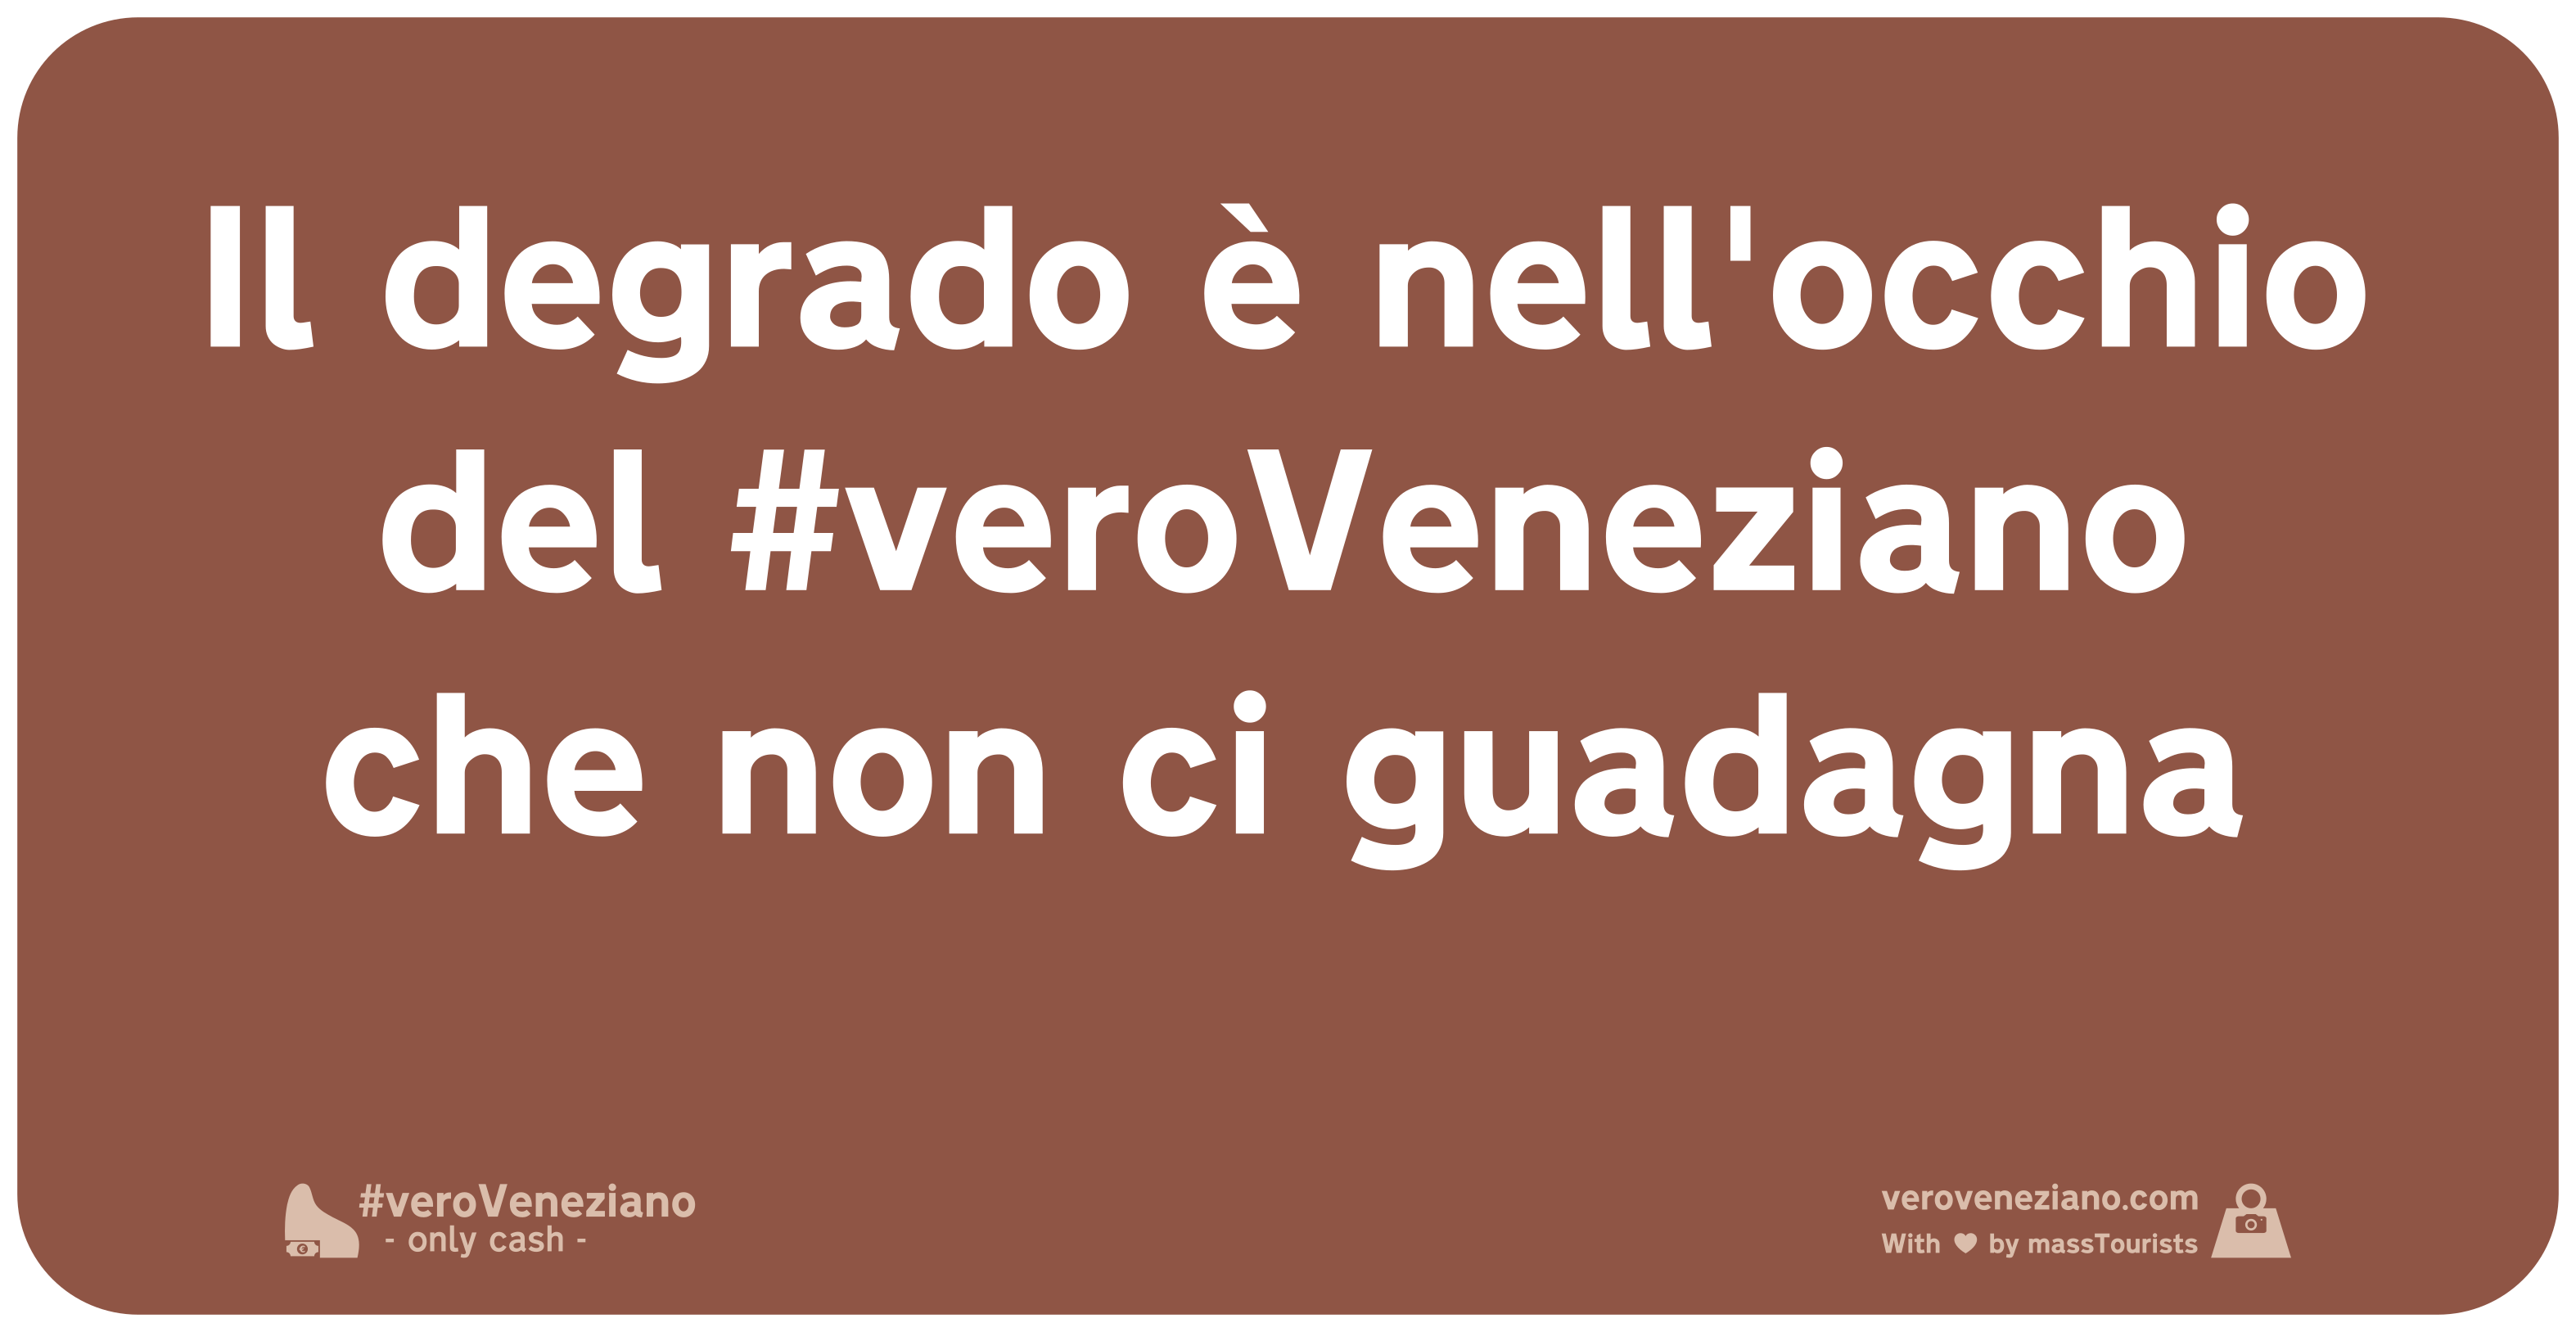 Il degrado è nell'occhio
del #veroVeneziano
che non ci guadagna
#veroVeneziano
- only cash -
veroveneziano.com
With ♥ by massTourists